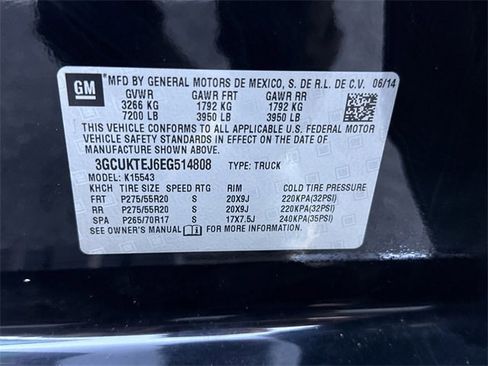 GM
*MFD BY GENERAL MOTORS DE MEXICO, S. DE R.L. DE C.V. 06/14
GVWR GAWR FRT GAWR RR
3266 KG 1792 KG 1792 KG
7200 LB 3950 LB 3950 LB
THIS VEHICLE CONFORMS TO ALL APPLICABLE U.S. FEDERAL MOTOR
VEHICLE SAFETY STANDARDS IN EFFECT ON THE DATE OF
MANUFACTURE SHOWN ABOVE.
3GCUKTEJ6EG514808 TYPE: TRUCK
MODEL: K15543
KHCH TIRE SIZE SPEED RTG RIM COLD TIRE PRESSURE
FRT P275/55R20 S 20X9J 220KPA(32PSI)
RR P275/55R20 S 20X9J 220KPA(32PSI)
SPA P265/70R17 S 17X7.5J 240KPA(35PSI)
SEE OWNER'S MANUAL FOR MORE INFORMATION